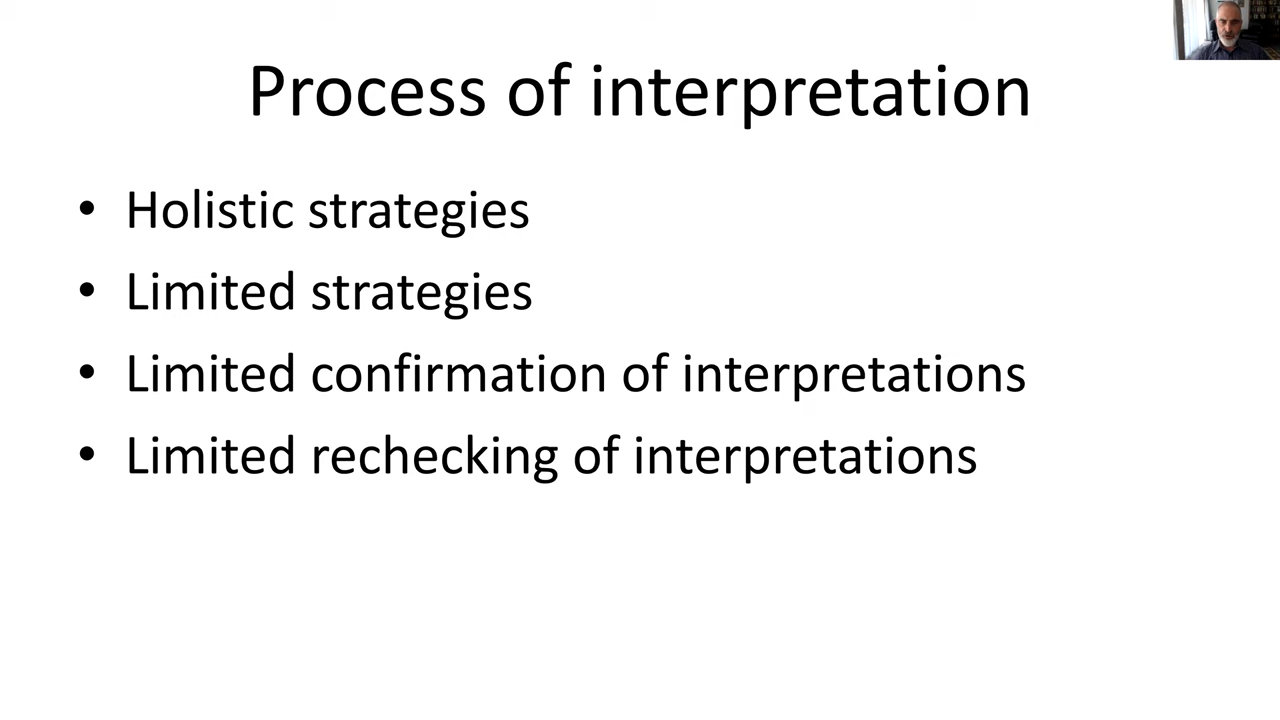 Process of interpretation
• Holistic strategies
• Limited strategies
• Limited confirmation of interpretations
• Limited rechecking of interpretations